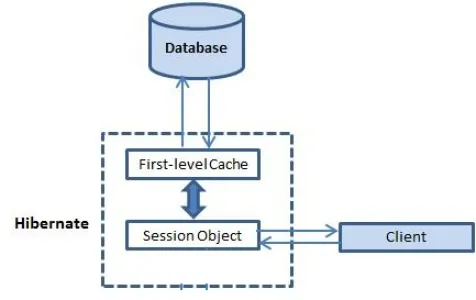 Database
First-level Cache
Hibernate
Session Object
Client